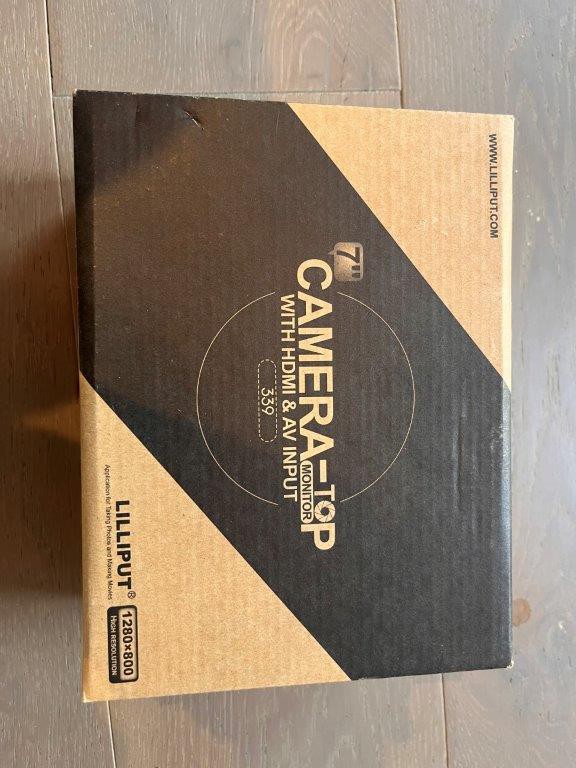 WWW.LILLIPUT.COM
7"
CAMERA-TOP
MONITOR
WITH HDMI & AV INPUT
339
LILLIPUT®
Application for Taking Photos and Making Movies
1280×800
HIGH RESOLUTION